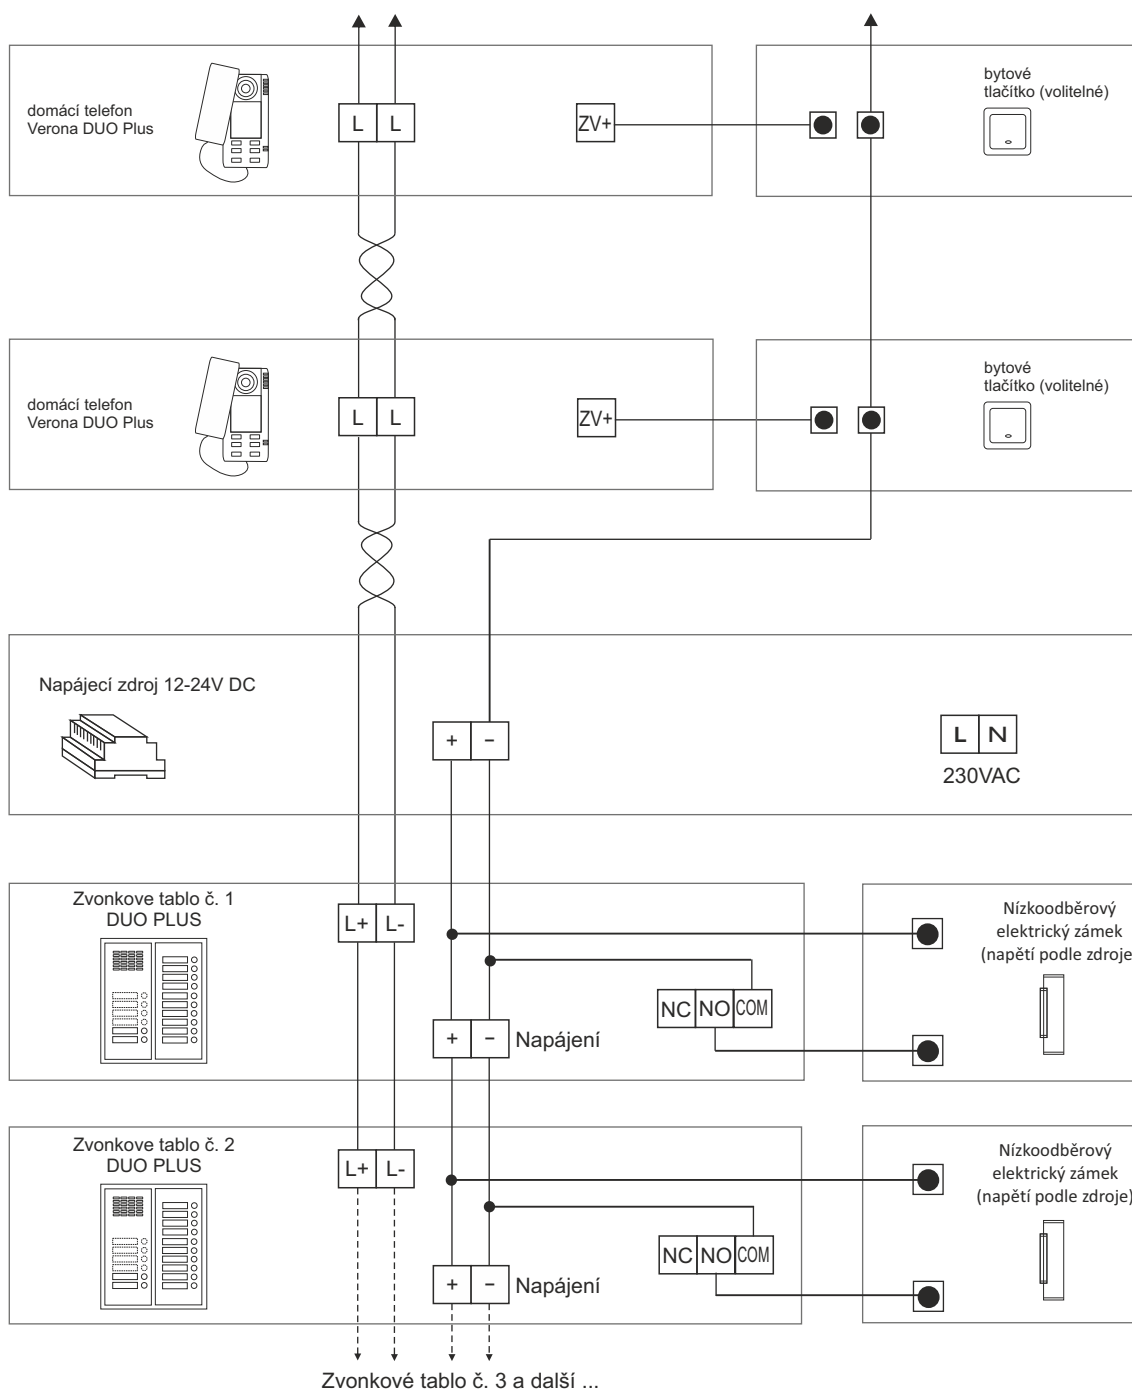 domácí telefon
Verona DUO Plus
L L
ZV+
bytové
tlačítko (volitelné)
domácí telefon
Verona DUO Plus
L L
ZV+
bytové
tlačítko (volitelné)
Napájecí zdroj 12-24V DC
+ −
L N
230VAC
Zvonkove tablo č. 1
DUO PLUS
L+ L-
NC NO COM
+ − Napájení
Nízkoodběrový
elektrický zámek
(napětí podle zdroje
Zvonkove tablo č. 2
DUO PLUS
L+ L-
NC NO COM
+ − Napájení
Nízkoodběrový
elektrický zámek
(napětí podle zdroje)
Zvonkové tablo č. 3 a další ...